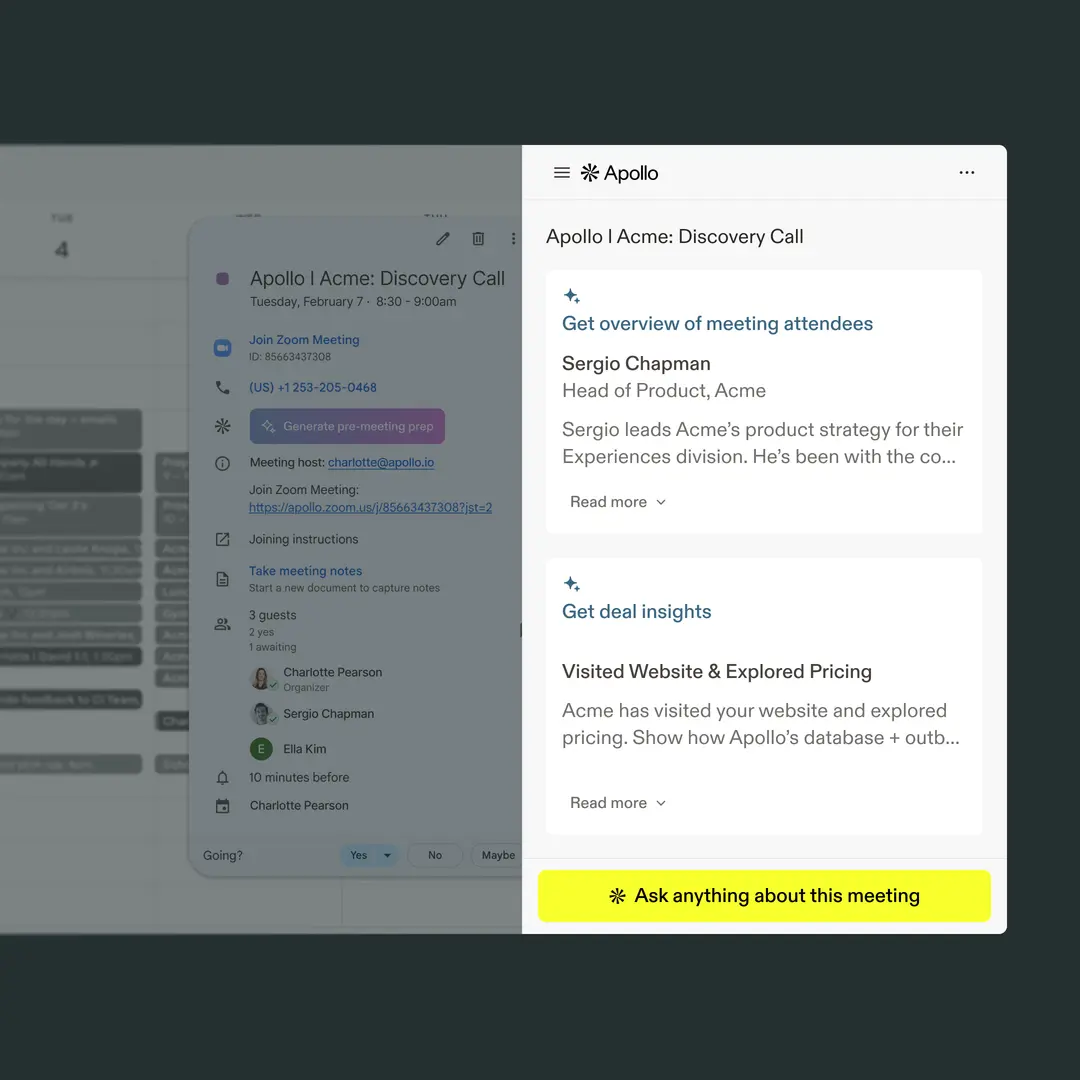 TUE
4
Apollo | Acme: Discovery Call
Tuesday, February 7 · 8:30 - 9:00am
Join Zoom Meeting
ID: 85663437308
(US) +1 253-205-0468
Generate pre-meeting prep
Meeting host: charlotte@apollo.io
Join Zoom Meeting:
https://apollo.zoom.us/j/85663437308?jst=2
Joining instructions
Take meeting notes
Start a new document to capture notes
3 guests
2 yes
1 awaiting
Charlotte Pearson
Organizer
Sergio Chapman
E
Ella Kim
10 minutes before
Charlotte Pearson
Going?
Yes
No
Maybe
Apollo
Apollo | Acme: Discovery Call
Get overview of meeting attendees
Sergio Chapman
Head of Product, Acme
Sergio leads Acme’s product strategy for their
Experiences division. He’s been with the co...
Read more
Get deal insights
Visited Website & Explored Pricing
Acme has visited your website and explored
pricing. Show how Apollo’s database + outb...
Read more
Ask anything about this meeting